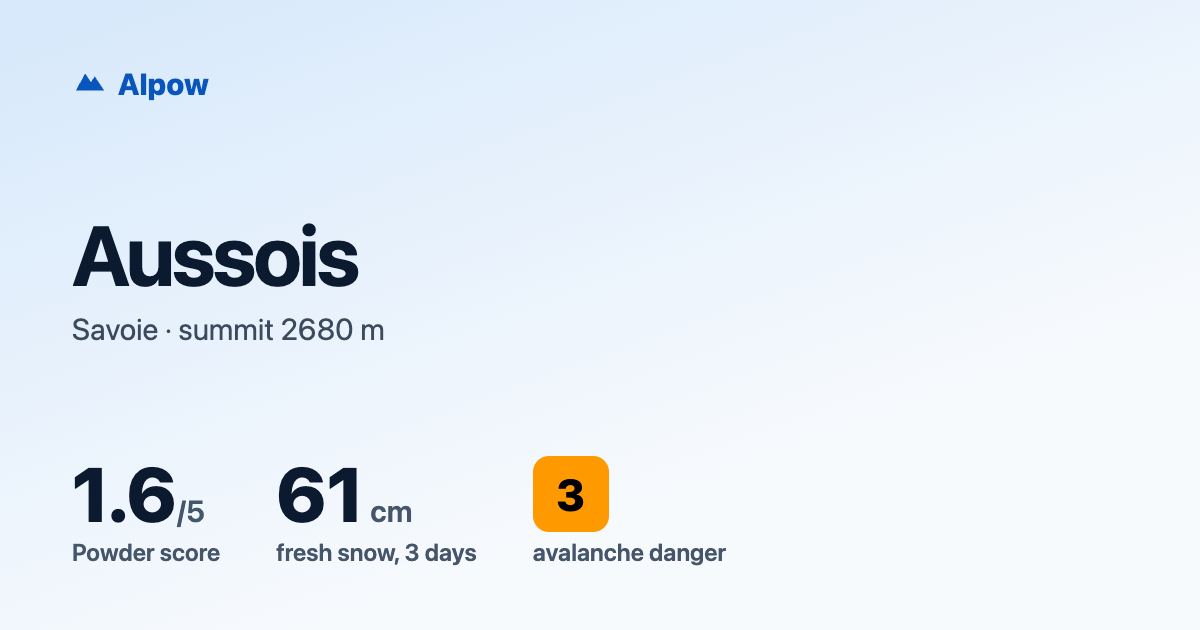 Alpow
Aussois
Savoie · summit 2680 m
1.6/5
61 cm
3
Powder score
fresh snow, 3 days
avalanche danger